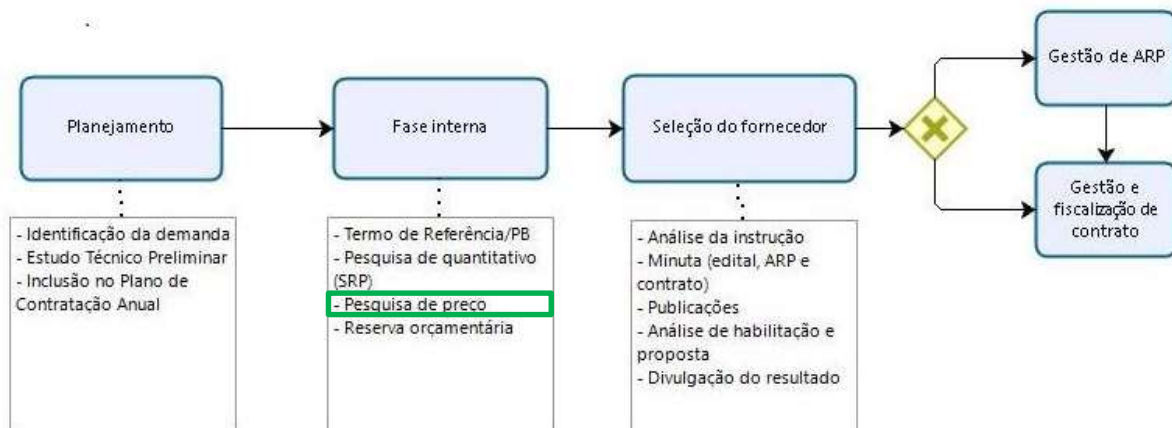 Planejamento
Fase interna
Seleção do fornecedor
Gestão de ARP
Gestão e
fiscalização de
contrato
- Identificação da demanda
- Estudo Técnico Preliminar
- Inclusão no Plano de
Contratação Anual
- Termo de Referência/PB
- Pesquisa de quantitativo
(SRP)
- Pesquisa de preço
- Reserva orçamentária
- Análise da instrução
- Minuta (edital, ARP e
contrato)
- Publicações
- Análise de habilitação e
proposta
- Divulgação do resultado